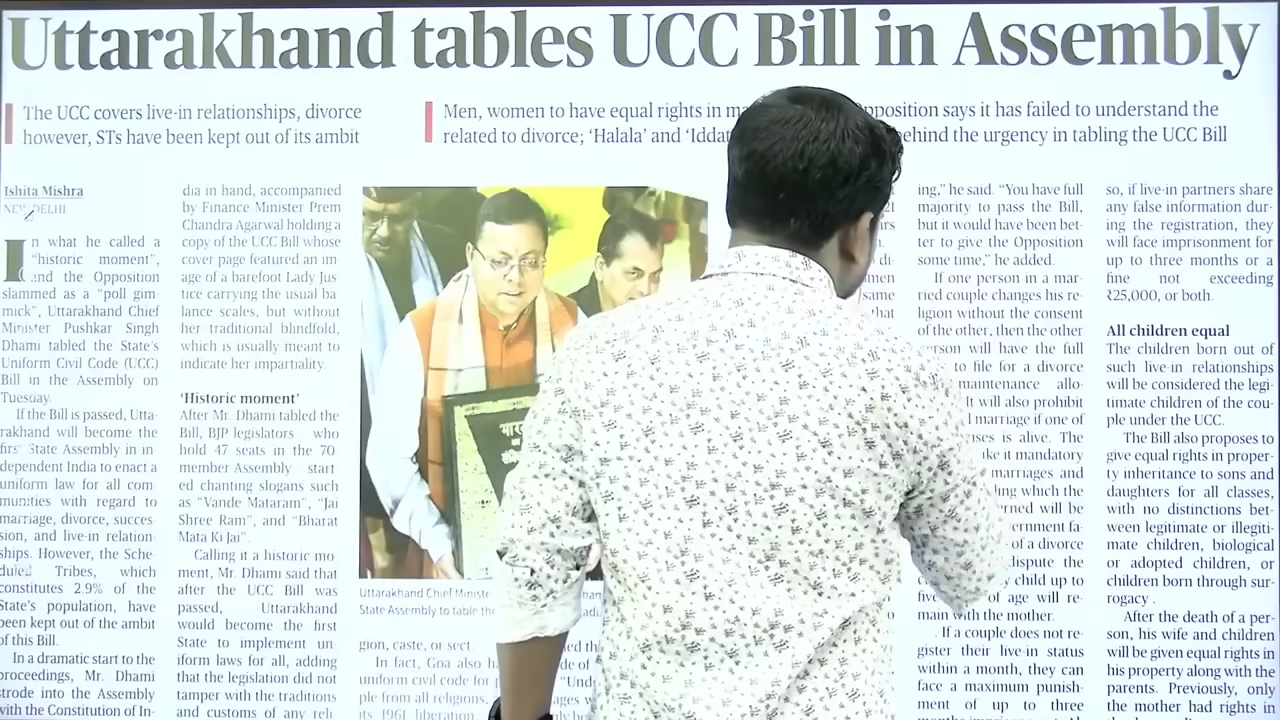 Uttarakhand tables UCC Bill in Assembly
The UCC covers live-in relationships, divorce
however, STs have been kept out of its ambit
Men, women to have equal rights in
related to divorce; ‘Halala’ and ‘Iddat
pposition says it has failed to understand the
behind the urgency in tabling the UCC Bill
Ishita Mishra
NEW DELHI
In what he called a
“historic moment”,
and the Opposition
slammed as a “poll gim-
mick”, Uttarakhand Chief
Minister Pushkar Singh
Dhami tabled the State’s
Uniform Civil Code (UCC)
Bill in the Assembly on
Tuesday.
If the Bill is passed, Utta-
rakhand will become the
first State Assembly in in-
dependent India to enact a
uniform law for all com-
munities with regard to
marriage, divorce, succes-
sion, and live-in relation-
ships. However, the Sche-
duled Tribes, which
constitutes 2.9% of the
State’s population, have
been kept out of the ambit
of this Bill.
In a dramatic start to the
proceedings, Mr. Dhami
strode into the Assembly
with the Constitution of In-
dia in hand, accompanied
by Finance Minister Prem
Chandra Agarwal holding a
copy of the UCC Bill whose
cover page featured an im-
age of a barefoot Lady Jus-
tice carrying the usual ba-
lance scales, but without
her traditional blindfold,
which is usually meant to
indicate her impartiality.
‘Historic moment’
After Mr. Dhami tabled the
Bill, BJP legislators who
hold 47 seats in the 70
member Assembly start-
ed chanting slogans such
as “Vande Mataram”, “Jai
Shree Ram”, and “Bharat
Mata Ki Jai”.
Calling it a historic mo-
ment, Mr. Dhami said that
after the UCC Bill was
passed, Uttarakhand
would become the first
State to implement un-
iform laws for all, adding
that the legislation did not
tamper with the traditions
and customs of any reli-
Uttarakhand Chief Ministe
State Assembly to table the
gion, caste, or sect.
In fact, Goa also h
uniform civil code for
ple from all religions,
its 1961 liberation.
ing,” he said. “You have full
majority to pass the Bill,
but it would have been bet-
ter to give the Opposition
some time,” he added.
If one person in a mar-
ried couple changes his re-
ligion without the consent
of the other, then the other
person will have the full
to file for a divorce
maintenance allo-
It will also prohibit
marriage if one of
is alive. The
make it mandatory
marriages and
which the
will be
government fa-
of a divorce
dispute the
child up to
five of age will re-
main with the mother.
If a couple does not re-
gister their live-in status
within a month, they can
face a maximum punish-
ment of up to three
so, if live-in partners share
any false information dur-
ing the registration, they
will face imprisonment for
up to three months or a
fine not exceeding
₹25,000, or both.
All children equal
The children born out of
such live-in relationships
will be considered the legi-
timate children of the cou-
ple under the UCC.
The Bill also proposes to
give equal rights in proper-
ty inheritance to sons and
daughters for all classes,
with no distinctions bet-
ween legitimate or illegiti-
mate children, biological
or adopted children, or
children born through sur-
rogacy.
After the death of a per-
son, his wife and children
will be given equal rights in
his property along with the
parents. Previously, only
the mother had rights in